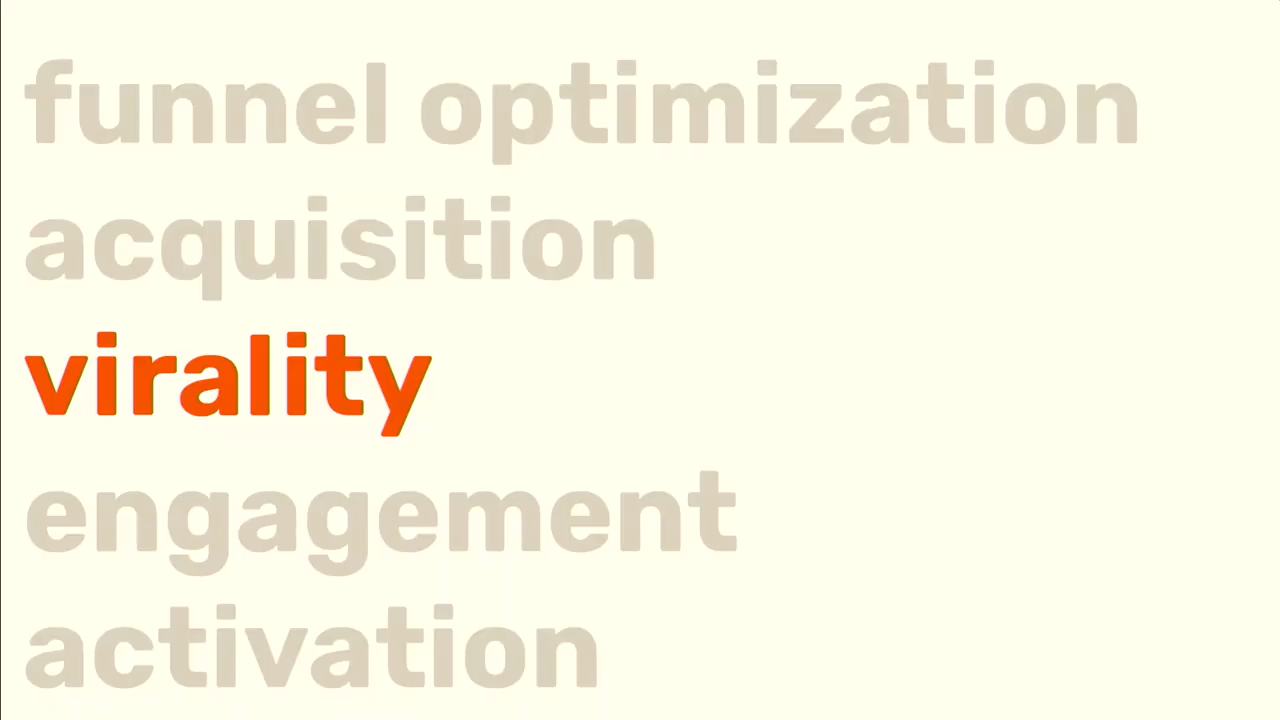 funnel optimization
acquisition
virality
engagement
activation